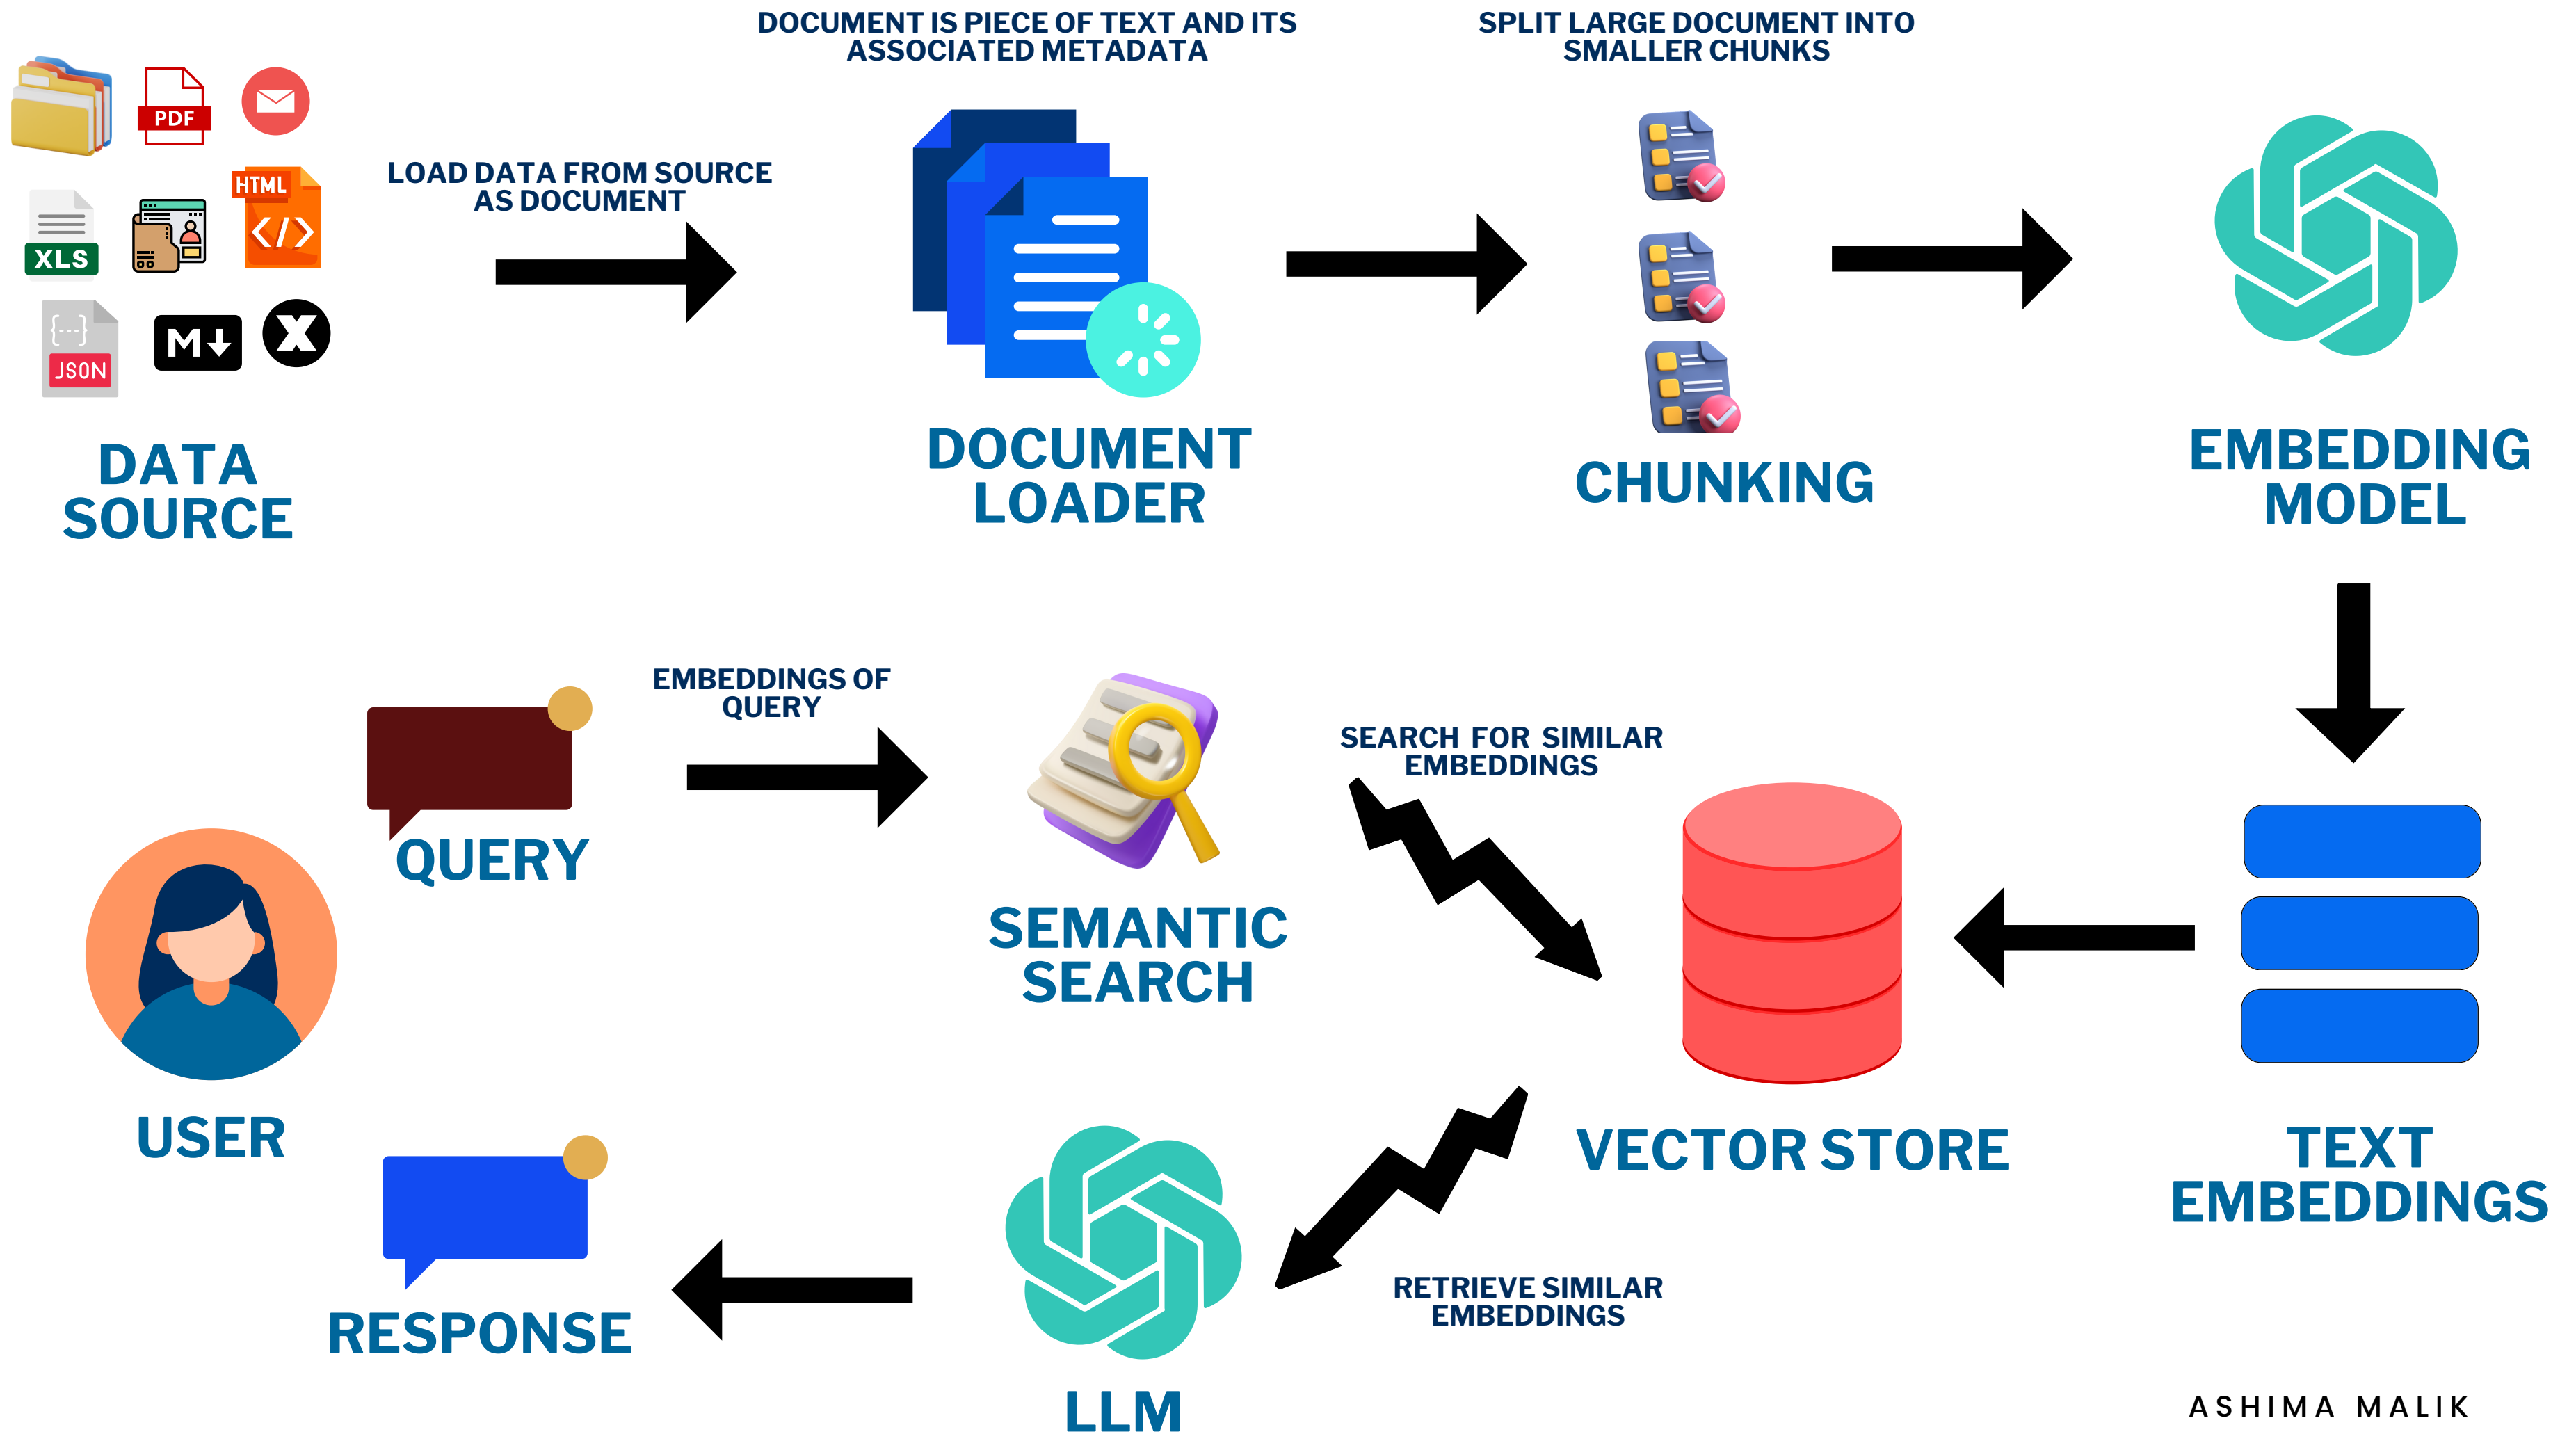 DOCUMENT IS PIECE OF TEXT AND ITS
ASSOCIATED METADATA
SPLIT LARGE DOCUMENT INTO
SMALLER CHUNKS
PDF
HTML
</>
XLS
{---}
JSON
M
X
LOAD DATA FROM SOURCE
AS DOCUMENT
DATA
SOURCE
DOCUMENT
LOADER
CHUNKING
EMBEDDING
MODEL
EMBEDDINGS OF
QUERY
SEARCH FOR SIMILAR
EMBEDDINGS
QUERY
SEMANTIC
SEARCH
USER
VECTOR STORE
TEXT
EMBEDDINGS
RETRIEVE SIMILAR
EMBEDDINGS
RESPONSE
LLM
ASHIMA MALIK